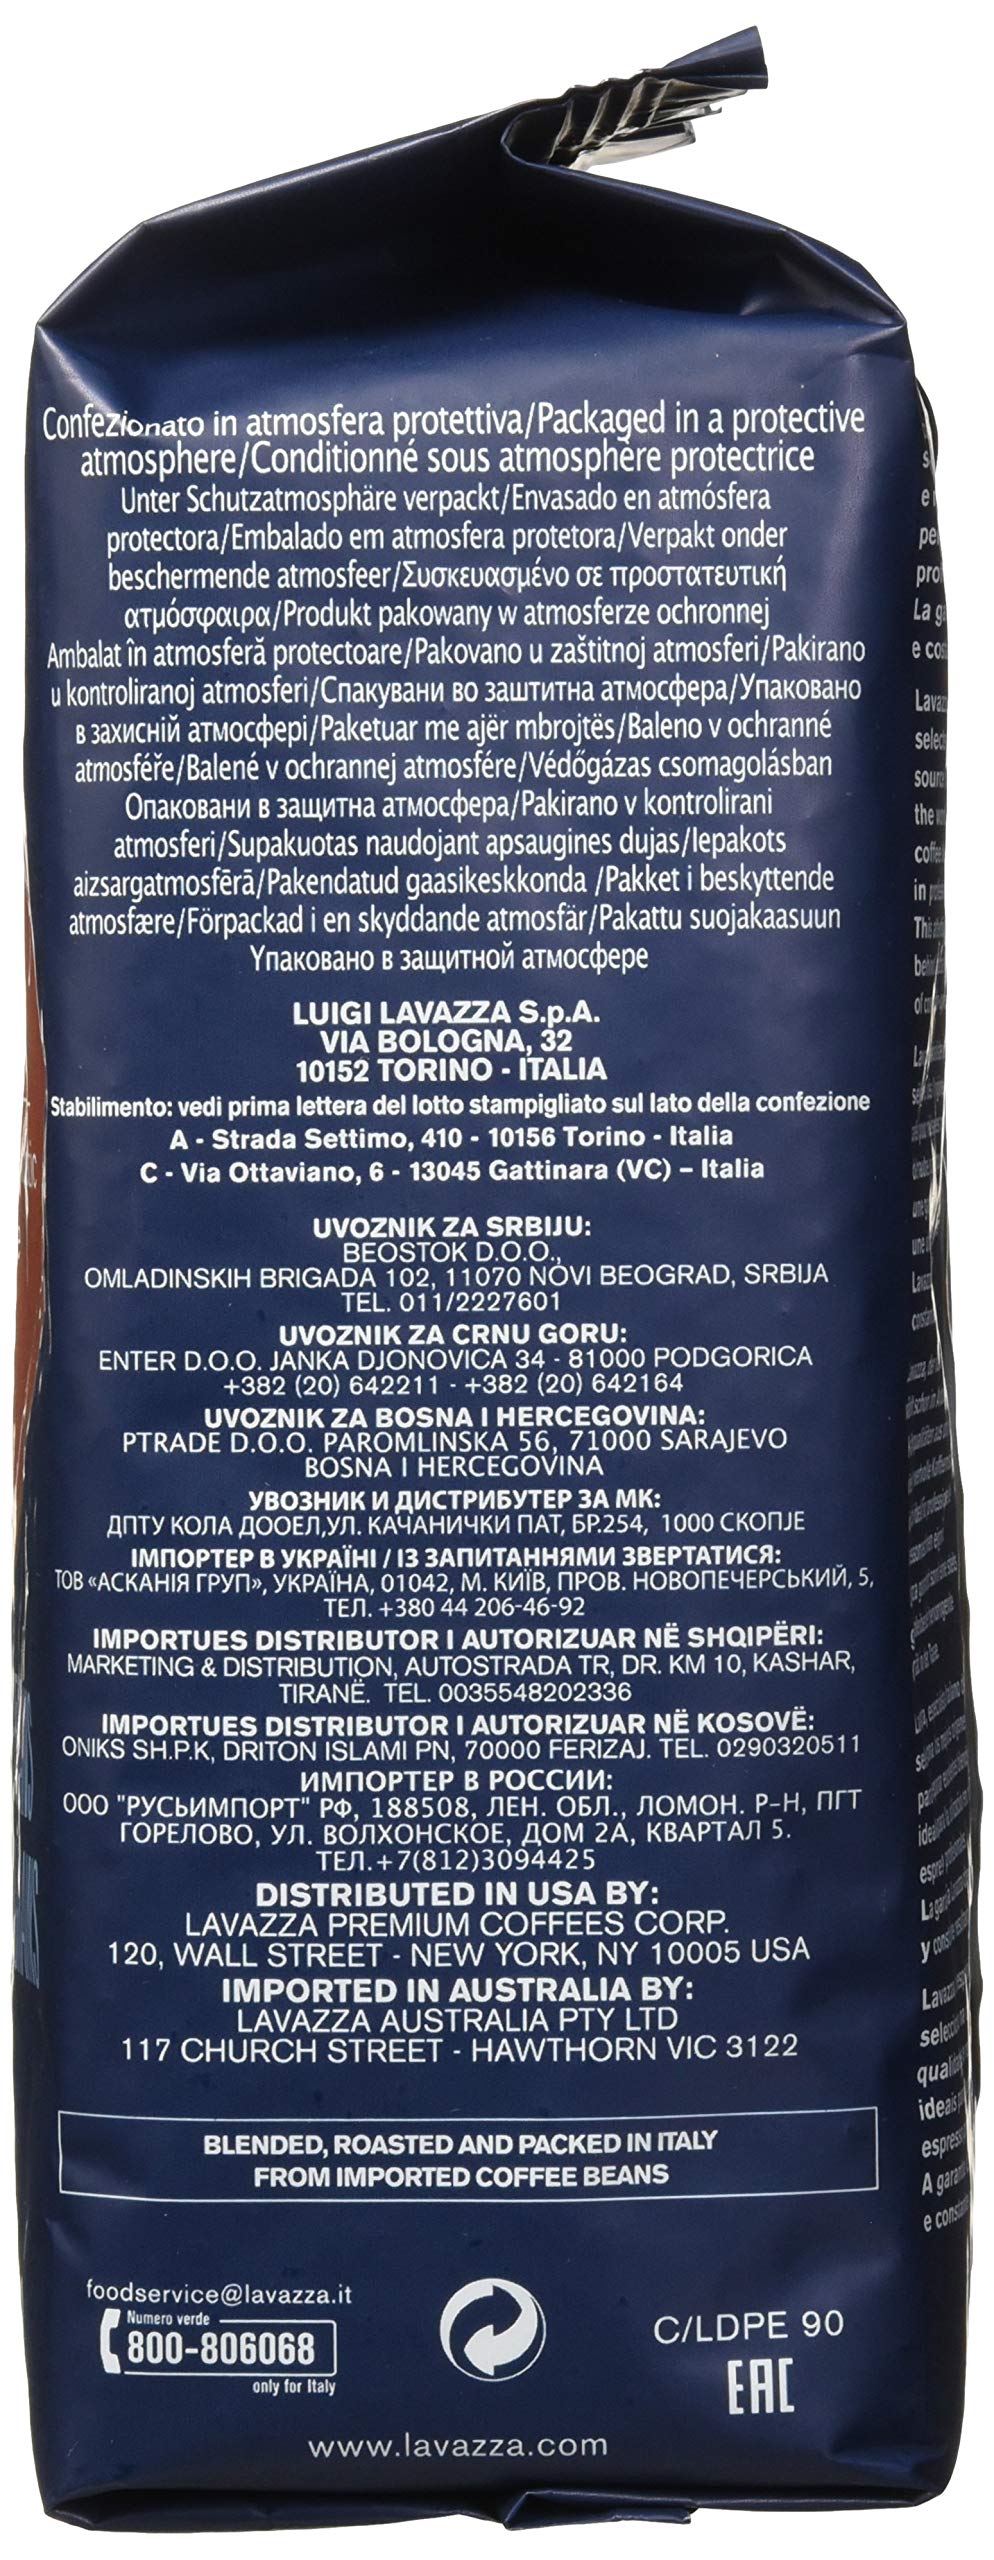 Confezionato in atmosfera protettiva/Packaged in a protective
atmosphere/Conditionné sous atmosphère protectrice
Unter Schutzatmosphäre verpackt/Envasado en atmósfera
protectora/Embalado em atmosfera protetora/Verpakt onder
beschermende atmosfeer/Συσκευασμένο σε προστατευτική
ατμόσφαιρα/Produkt pakowany w atmosferze ochronnej
Ambalat în atmosferă protectoare/Pakovano u zaštitnoj atmosferi/Pakirano
u kontroliranoj atmosferi/Спакувани во заштитна атмосфера/Упаковано
в захисній атмосфері/Paketuar me ajër mbrojtës/Baleno v ochranné
atmosféře/Balené v ochrannej atmosfére/Védőgázas csomagolásban
Опаковани в защитна атмосфера/Pakirano v kontrolirani
atmosferi/Supakuotas naudojant apsaugines dujas/Iepakots
aizsargatmosfērā/Pakendatud gaasikeskkonda /Pakket i beskyttende
atmosfære/Förpackad i en skyddande atmosfär/Pakattu suojakaasuun
Упаковано в защитной атмосфере
LUIGI LAVAZZA S.p.A.
VIA BOLOGNA, 32
10152 TORINO - ITALIA
Stabilimento: vedi prima lettera del lotto stampigliato sul lato della confezione
A - Strada Settimo, 410 - 10156 Torino - Italia
C - Via Ottaviano, 6 - 13045 Gattinara (VC) – Italia
UVOZNIK ZA SRBIJU:
BEOSTOK D.O.O.,
OMLADINSKIH BRIGADA 102, 11070 NOVI BEOGRAD, SRBIJA
TEL. 011/2227601
UVOZNIK ZA CRNU GORU:
ENTER D.O.O. JANKA DJONOVICA 34 - 81000 PODGORICA
+382 (20) 642211 - +382 (20) 642164
UVOZNIK ZA BOSNA I HERCEGOVINA:
PTRADE D.O.O. PAROMLINSKA 56, 71000 SARAJEVO
BOSNA I HERCEGOVINA
УВОЗНИК И ДИСТРИБУТЕР ЗА МК:
ДПТУ КОЛА ДООЕЛ,УЛ. КАЧАНИЧКИ ПАТ, БР.254, 1000 СКОПЈЕ
ІМПОРТЕР В УКРАЇНІ / ІЗ ЗАПИТАННЯМИ ЗВЕРТАТИСЯ:
ТОВ «АСКАНІЯ ГРУП», УКРАЇНА, 01042, М. КИЇВ, ПРОВ. НОВОПЕЧЕРСЬКИЙ, 5,
ТЕЛ. +380 44 206-46-92
IMPORTUES DISTRIBUTOR I AUTORIZUAR NË SHQIPËRI:
MARKETING & DISTRIBUTION, AUTOSTRADA TR, DR. KM 10, KASHAR,
TIRANË. TEL. 0035548202336
IMPORTUES DISTRIBUTOR I AUTORIZUAR NË KOSOVË:
ONIKS SH.P.K, DRITON ISLAMI PN, 70000 FERIZAJ. TEL. 0290320511
ИМПОРТЕР В РОССИИ:
ООО "РУСЬИМПОРТ" РФ, 188508, ЛЕН. ОБЛ., ЛОМОН. Р-Н, ПГТ
ГОРЕЛОВО, УЛ. ВОЛХОНСКОЕ, ДОМ 2А, КВАРТАЛ 5.
ТЕЛ.+7(812)3094425
DISTRIBUTED IN USA BY:
LAVAZZA PREMIUM COFFEES CORP.
120, WALL STREET - NEW YORK, NY 10005 USA
IMPORTED IN AUSTRALIA BY:
LAVAZZA AUSTRALIA PTY LTD
117 CHURCH STREET - HAWTHORN VIC 3122
BLENDED, ROASTED AND PACKED IN ITALY
FROM IMPORTED COFFEE BEANS
foodservice@lavazza.it
Numero verde
800-806068
only for Italy
C/LDPE 90
EAC
www.lavazza.com